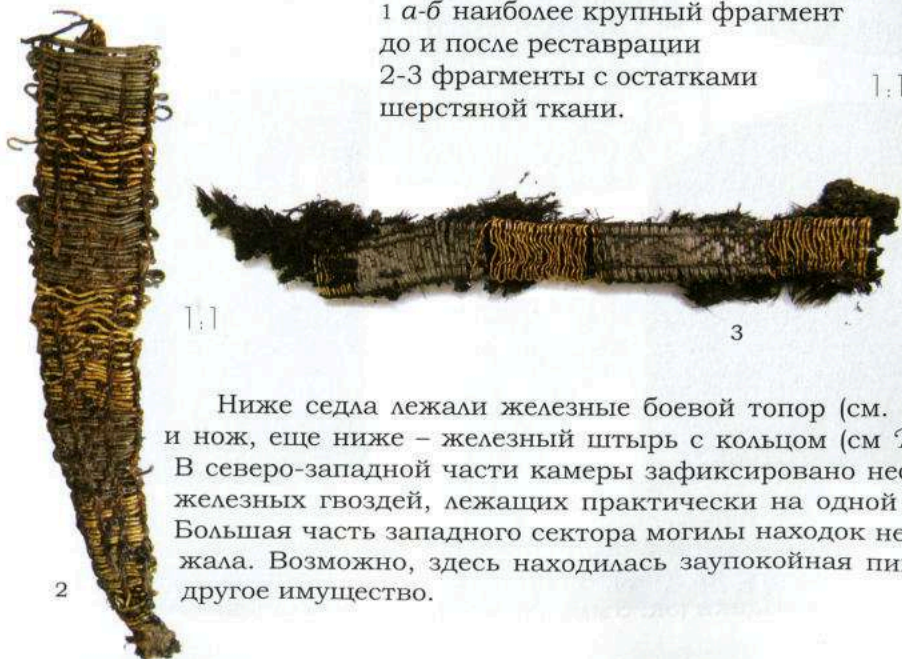 1 а-б наиболее крупный фрагмент
до и после реставрации
2-3 фрагменты с остатками
шерстяной ткани.
1:1
1:1
3
Ниже седла лежали железные боевой топор (см.
и нож, еще ниже – железный штырь с кольцом (см
В северо-западной части камеры зафиксировано нес
железных гвоздей, лежащих практически на одной
Большая часть западного сектора могилы находок не
жала. Возможно, здесь находилась заупокойная пи
2
другое имущество.